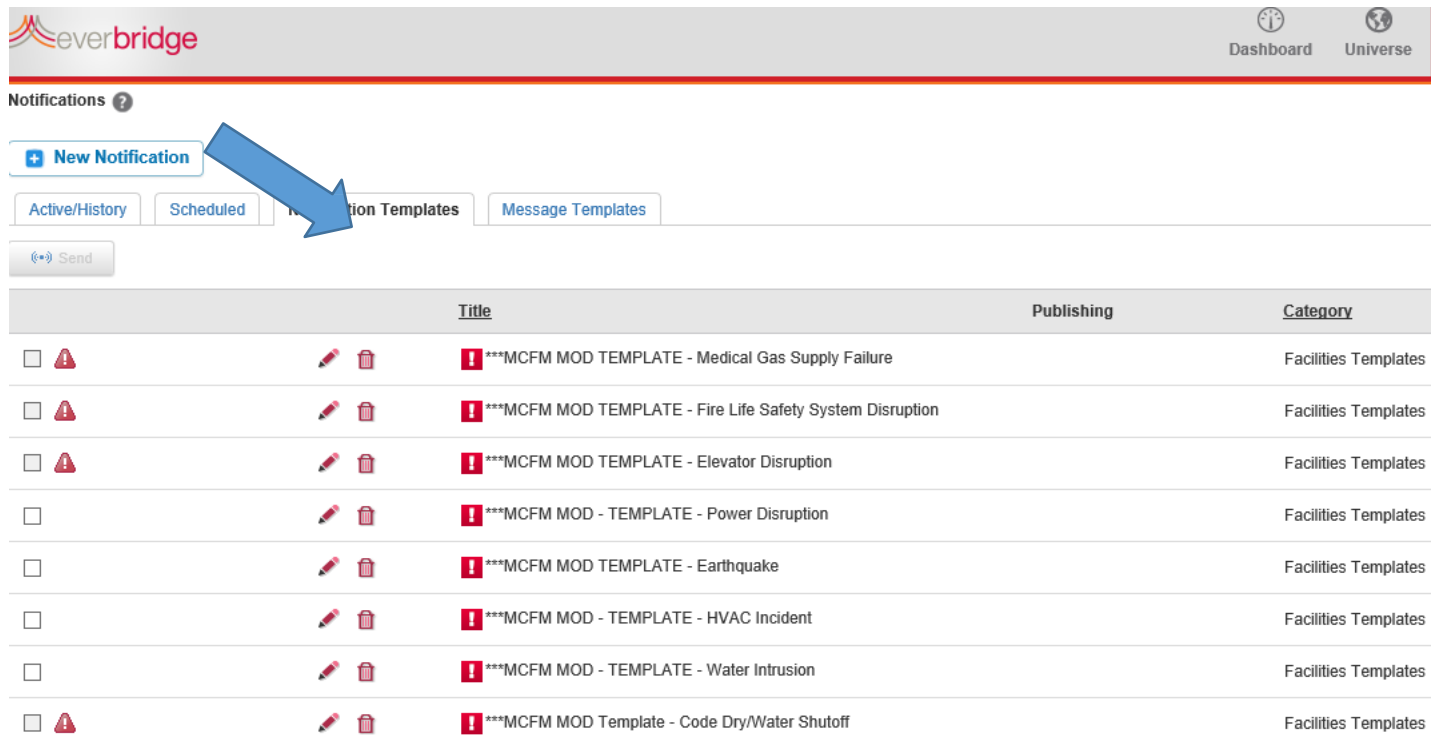 everbridge
Dashboard
Universe
Notifications ?
New Notification
Active/History
Scheduled
tion Templates
Message Templates
Send
Title
Publishing
Category
***MCFM MOD TEMPLATE - Medical Gas Supply Failure
Facilities Templates
***MCFM MOD TEMPLATE - Fire Life Safety System Disruption
Facilities Templates
***MCFM MOD TEMPLATE - Elevator Disruption
Facilities Templates
***MCFM MOD - TEMPLATE - Power Disruption
Facilities Templates
***MCFM MOD TEMPLATE - Earthquake
Facilities Templates
***MCFM MOD - TEMPLATE - HVAC Incident
Facilities Templates
***MCFM MOD - TEMPLATE - Water Intrusion
Facilities Templates
***MCFM MOD Template - Code Dry/Water Shutoff
Facilities Templates